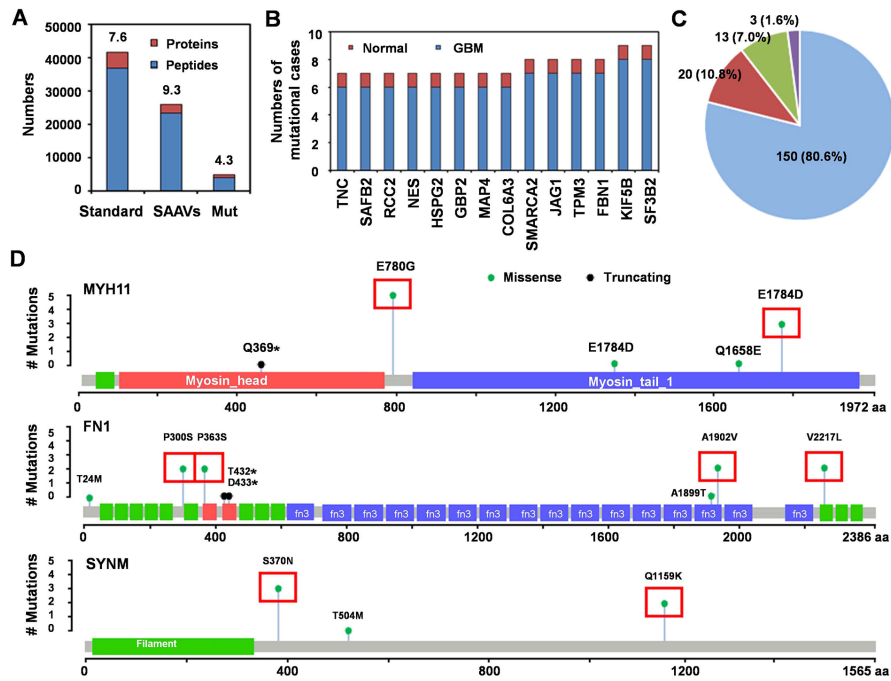 A
50000
40000
30000
20000
10000
0
Numbers
7.6
9.3
4.3
Proteins
Peptides
Standard SAAVs Mut
B
10
8
6
4
2
0
Numbers of
mutational cases
Normal GBM
TNC
SAFB2
RCC2
NES
HSPG2
GBP2
MAP4
COL6A3
SMARCA2
JAG1
TPM3
FBN1
KIF5B
SF3B2
C
3 (1.6%)
13 (7.0%)
20 (10.8%)
150 (80.6%)
D
MYH11
Missense Truncating
# Mutations
5
4
3
2
1
0
E780G
Q369*
E1784D
Q1658E
E1784D
Myosin_head
Myosin_tail_1
0 400 800 1200 1600 1972 aa
FN1
# Mutations
5
4
3
2
1
0
T24M
P300S
P363S
T432*
D433*
A1899T
A1902V
V2217L
fn3 fn3 fn3 fn3 fn3 fn3 fn3 fn3 fn3 fn3 fn3 fn3 fn3 fn3 fn3 fn3
0 200 400 600 800 1000 1200 1400 1600 1800 2000 2386 aa
SYNM
# Mutations
4
3
2
1
0
S370N
T504M
Q1159K
Filament
0 400 800 1200 1565 aa